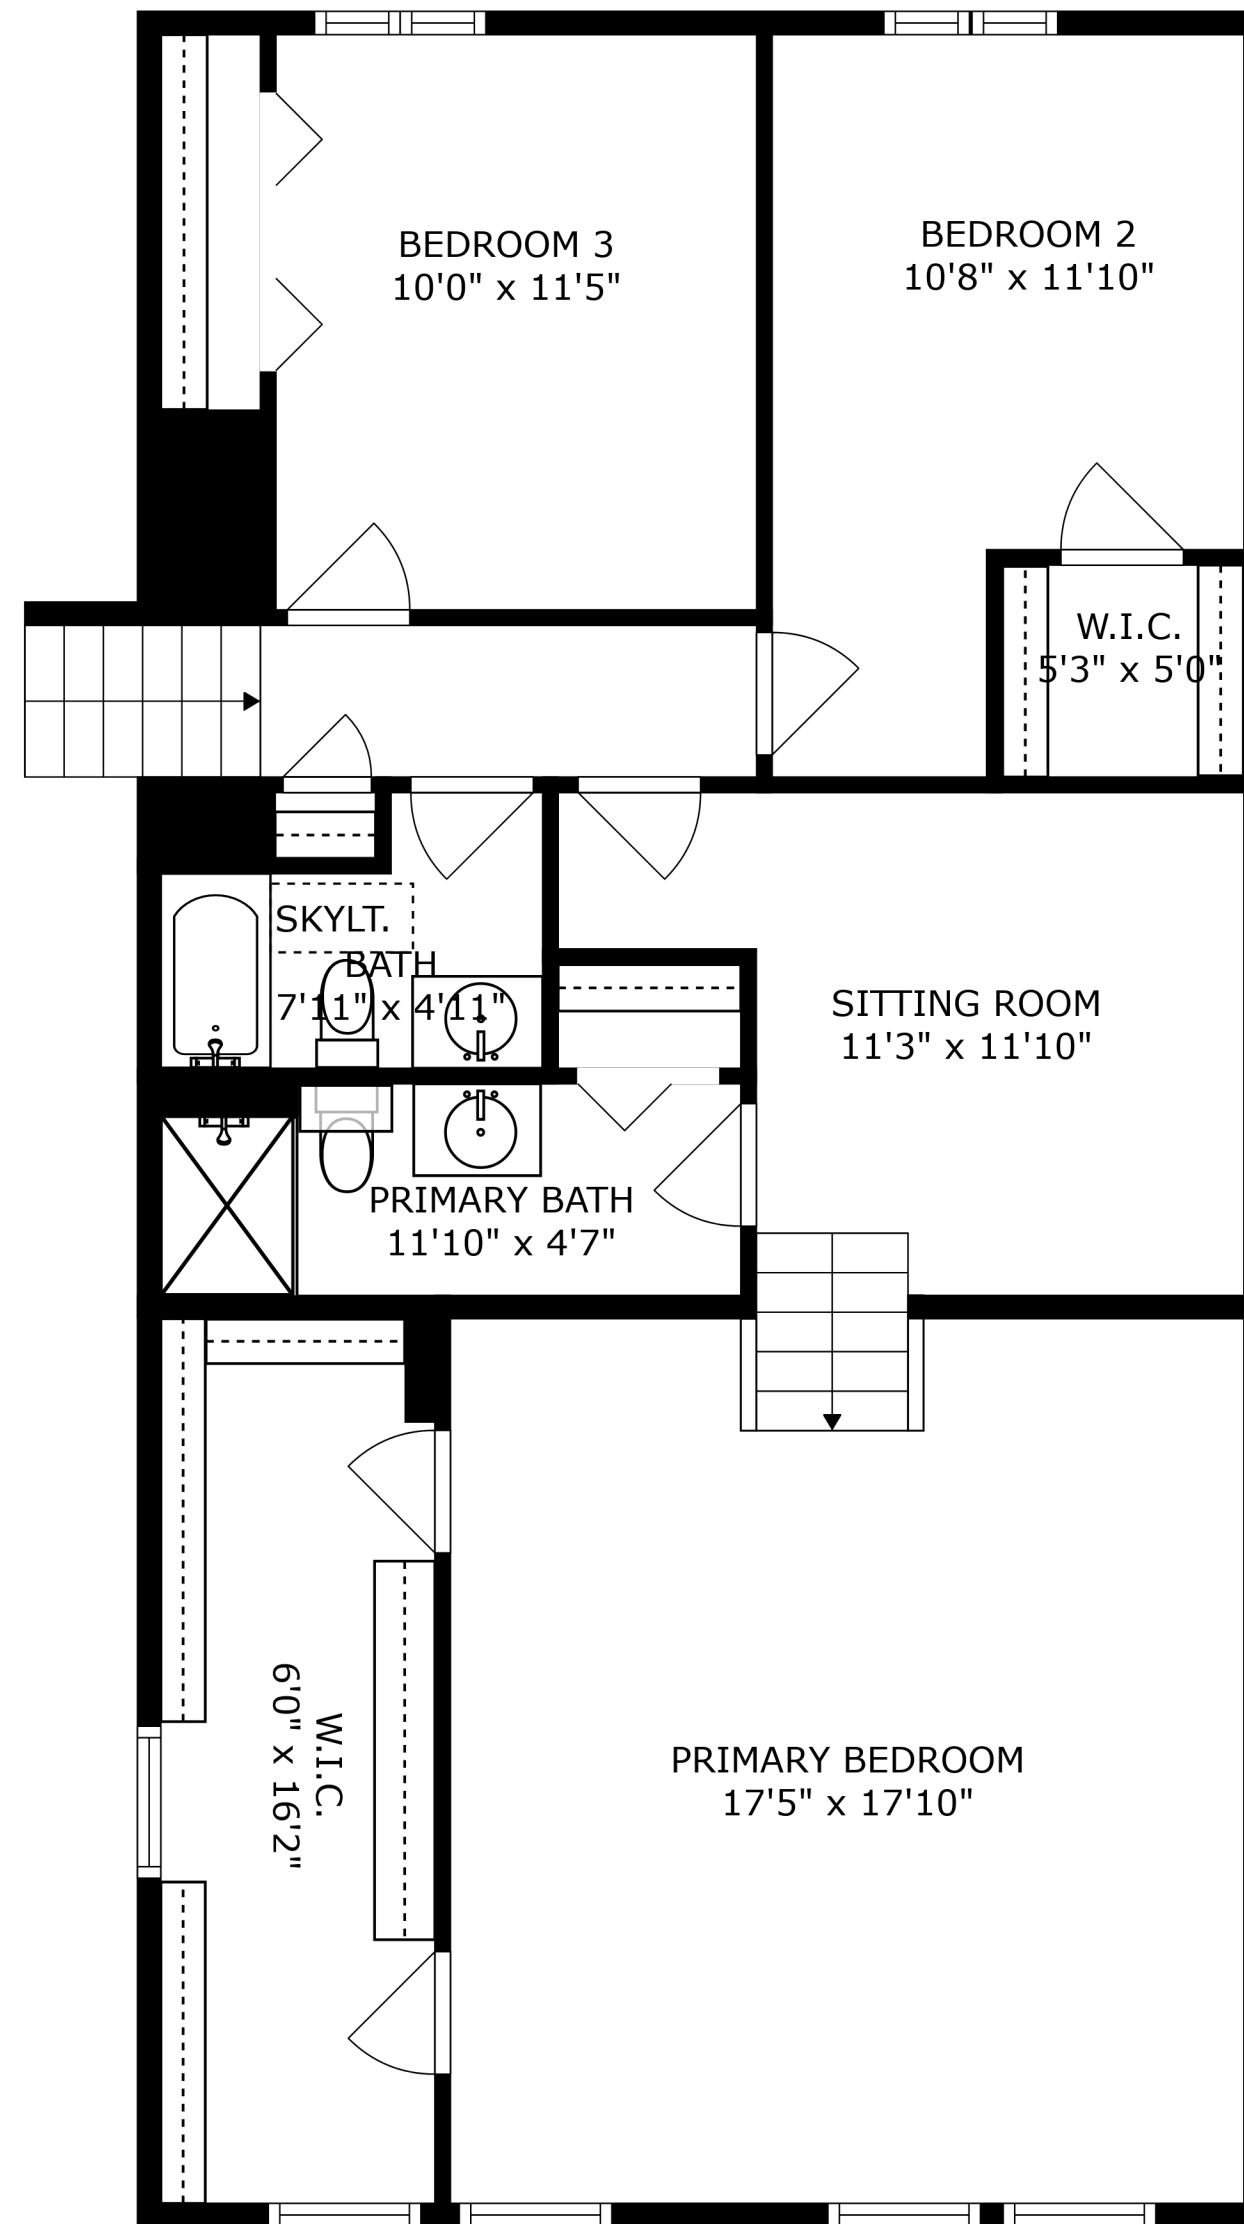 BEDROOM 3
10'0" x 11'5"
BEDROOM 2
10'8" x 11'10"
W.I.C.
5'3" x 5'0"
SKYLT.
BATH
7'11" x 4'11"
SITTING ROOM
11'3" x 11'10"
PRIMARY BATH
11'10" x 4'7"
W.I.C.
6'0" x 16'2"
PRIMARY BEDROOM
17'5" x 17'10"